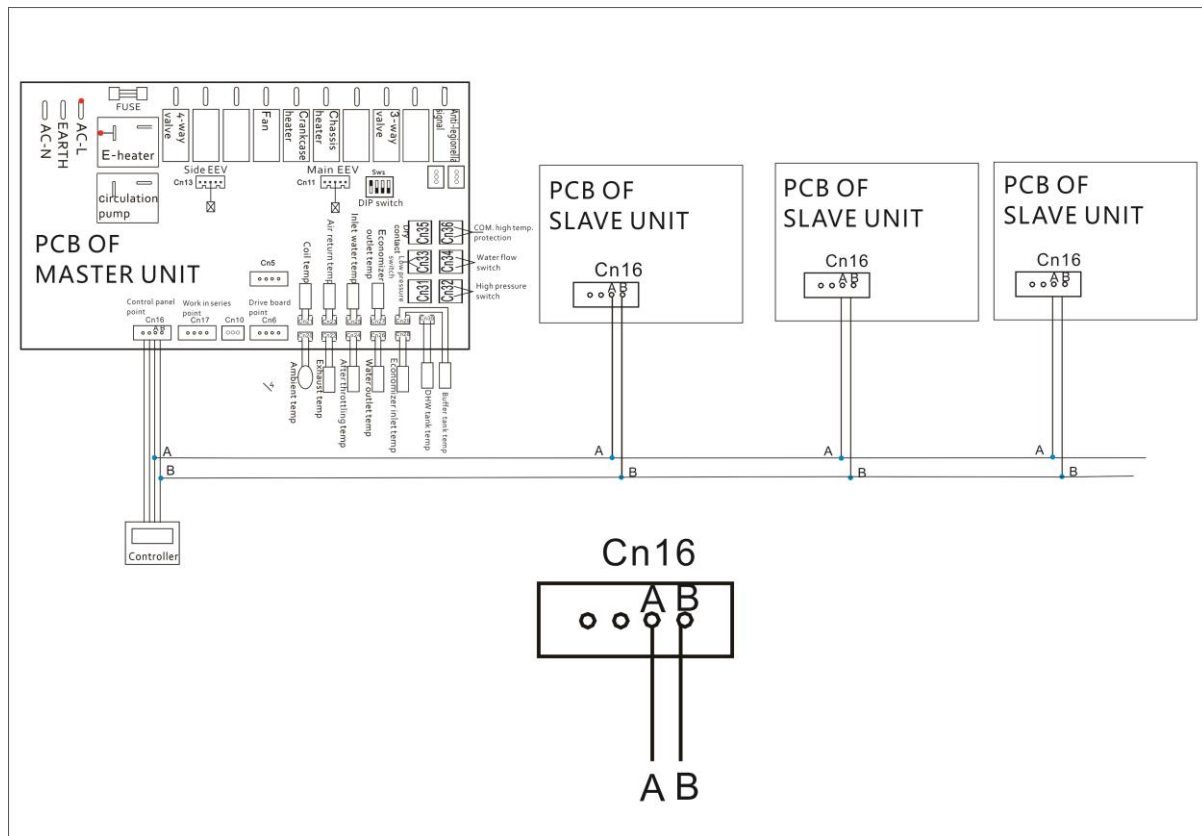 FUSE
AC-N
EARTH
AC-L
E-heater
circulation
pump
4-way
valve
Fan
Crankcase
heater
Chassis
heater
3-way
valve
Anti-legionella
signal
Side EEV
Cn13
Main EEV
Cn11
Sw1
DIP switch
PCB OF
MASTER UNIT
Coil temp
Air return temp
Inlet water temp
Economizer
outlet temp
Low pressure
switch
Dry
contact
Cn35
Cn36
Cn33
Cn34
Cn31
Cn32
COM. high temp.
protection
Water flow
switch
High pressure
switch
Cn5
Control panel
point
Cn16
A B
Work in series
point
Cn17
Cn10
Drive board
point
Cn6
Ambient temp
Exhaust temp
After throttling temp
Water outlet temp
Economizer inlet temp
DHW tank temp
Buffer tank temp
PCB OF
SLAVE UNIT
Cn16
A B
PCB OF
SLAVE UNIT
Cn16
A B
PCB OF
SLAVE UNIT
Cn16
A B
A
A
A
A
B
B
B
B
Controller
Cn16
A B
A B